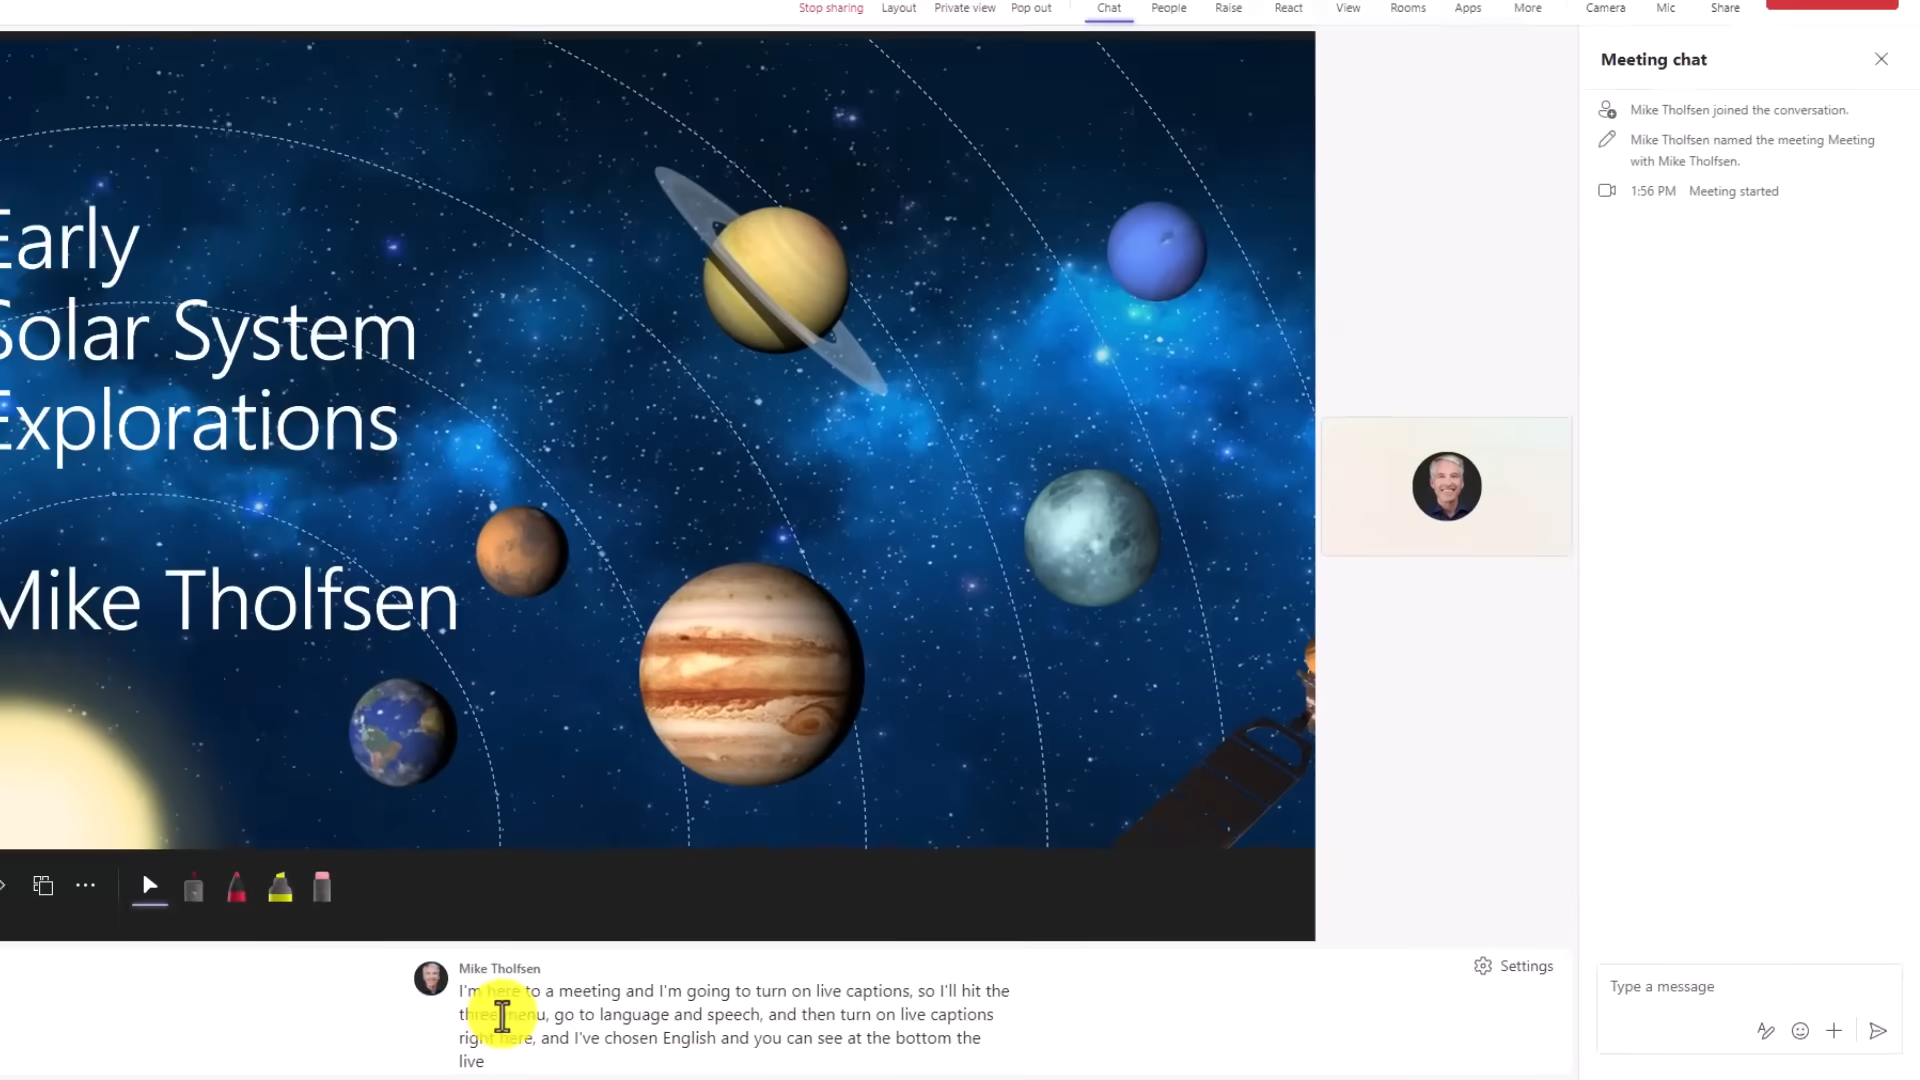 Stop sharing Layout Private view Pop out Chat People Raise React View Rooms Apps More Camera Mic Share
Early
Solar System
Explorations
Mike Tholfsen
Meeting chat
Mike Tholfsen joined the conversation.
Mike Tholfsen named the meeting Meeting
with Mike Tholfsen.
1:56 PM Meeting started
Mike Tholfsen
I'm here to a meeting and I'm going to turn on live captions, so I'll hit the
three menu, go to language and speech, and then turn on live captions
right here, and I've chosen English and you can see at the bottom the
live
Settings
Type a message